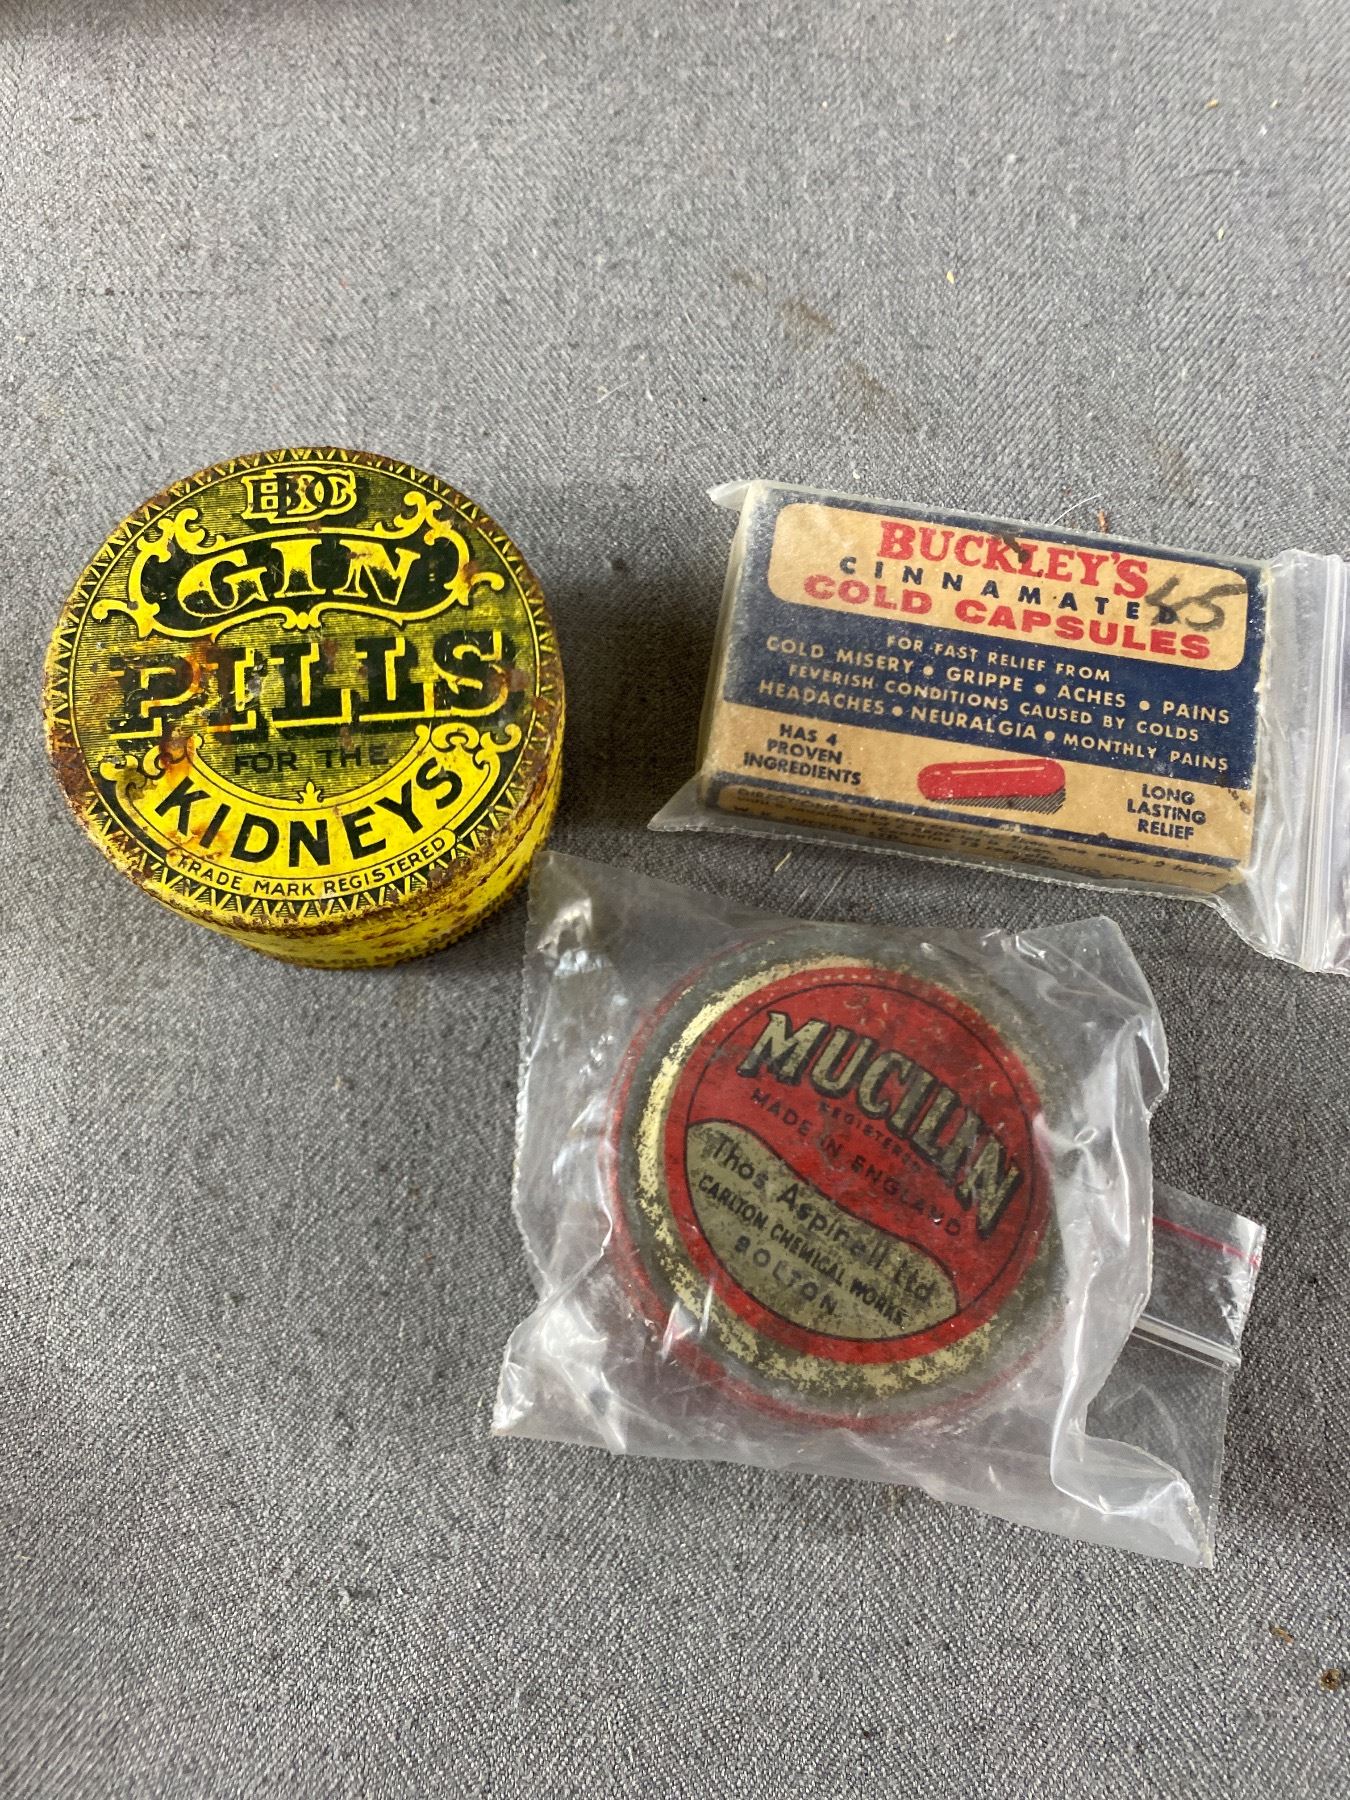 GIN
PILLS
FOR THE
KIDNEYS
TRADE MARK REGISTERED
BUCKLEY'S
CINNAMATED
COLD CAPSULES
45
FOR FAST RELIEF FROM
COLD MISERY • GRIPPE • ACHES • PAINS
FEVERISH CONDITIONS CAUSED BY COLDS
HEADACHES • NEURALGIA • MONTHLY PAINS
HAS 4
PROVEN
INGREDIENTS
LONG
LASTING
RELIEF
MUCILIN
REGISTERED
MADE IN ENGLAND
Thos Aspinall Ltd
CARLTON CHEMICAL WORKS
BOLTON